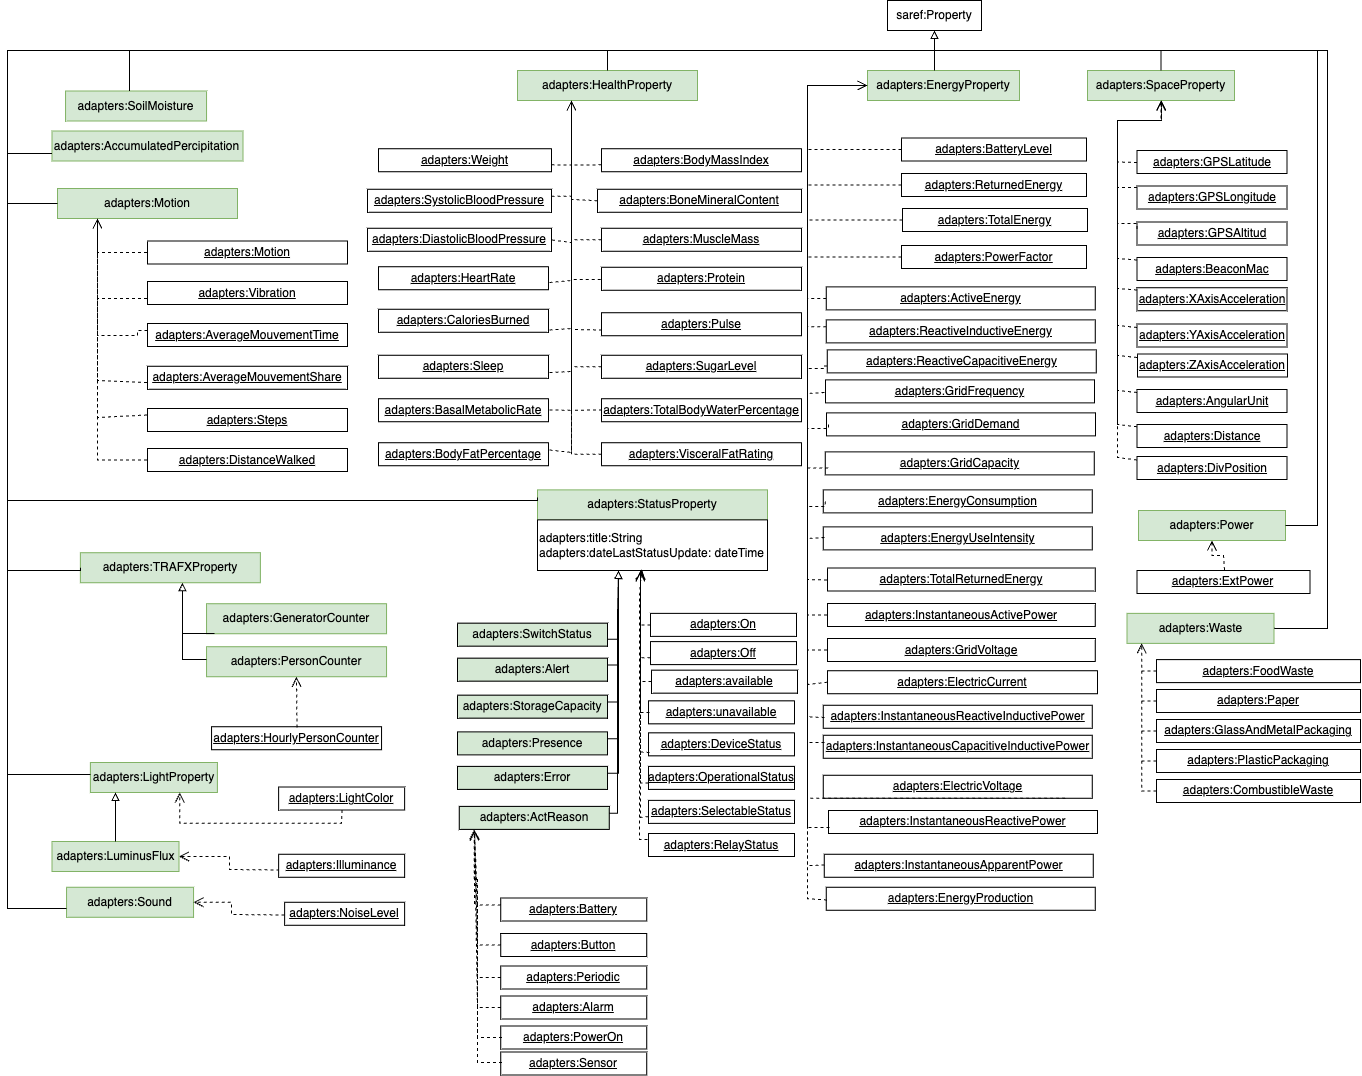 saref:Property
adapters:SoilMoisture
adapters:AccumulatedPercipitation
adapters:Motion
adapters:Motion
adapters:Vibration
adapters:AverageMouvementTime
adapters:AverageMouvementShare
adapters:Steps
adapters:DistanceWalked
adapters:HealthProperty
adapters:Weight
adapters:BodyMassIndex
adapters:SystolicBloodPressure
adapters:BoneMineralContent
adapters:DiastolicBloodPressure
adapters:MuscleMass
adapters:HeartRate
adapters:Protein
adapters:CaloriesBurned
adapters:Pulse
adapters:Sleep
adapters:SugarLevel
adapters:BasalMetabolicRate
adapters:TotalBodyWaterPercentage
adapters:BodyFatPercentage
adapters:VisceralFatRating
adapters:EnergyProperty
adapters:BatteryLevel
adapters:ReturnedEnergy
adapters:TotalEnergy
adapters:PowerFactor
adapters:ActiveEnergy
adapters:ReactiveInductiveEnergy
adapters:ReactiveCapacitiveEnergy
adapters:GridFrequency
adapters:GridDemand
adapters:GridCapacity
adapters:EnergyConsumption
adapters:EnergyUseIntensity
adapters:TotalReturnedEnergy
adapters:InstantaneousActivePower
adapters:GridVoltage
adapters:ElectricCurrent
adapters:InstantaneousReactiveInductivePower
adapters:InstantaneousCapacitiveInductivePower
adapters:ElectricVoltage
adapters:InstantaneousReactivePower
adapters:InstantaneousApparentPower
adapters:EnergyProduction
adapters:SpaceProperty
adapters:GPSLatitude
adapters:GPSLongitude
adapters:GPSAltitud
adapters:BeaconMac
adapters:XAxisAcceleration
adapters:YAxisAcceleration
adapters:ZAxisAcceleration
adapters:AngularUnit
adapters:Distance
adapters:DivPosition
adapters:Power
adapters:ExtPower
adapters:Waste
adapters:FoodWaste
adapters:Paper
adapters:GlassAndMetalPackaging
adapters:PlasticPackaging
adapters:CombustibleWaste
adapters:StatusProperty
adapters:title:String
adapters:dateLastStatusUpdate: dateTime
adapters:SwitchStatus
adapters:Alert
adapters:StorageCapacity
adapters:Presence
adapters:Error
adapters:ActReason
adapters:On
adapters:Off
adapters:available
adapters:unavailable
adapters:DeviceStatus
adapters:OperationalStatus
adapters:SelectableStatus
adapters:RelayStatus
adapters:Battery
adapters:Button
adapters:Periodic
adapters:Alarm
adapters:PowerOn
adapters:Sensor
adapters:TRAFXProperty
adapters:GeneratorCounter
adapters:PersonCounter
adapters:HourlyPersonCounter
adapters:LightProperty
adapters:LightColor
adapters:LuminusFlux
adapters:Illuminance
adapters:Sound
adapters:NoiseLevel